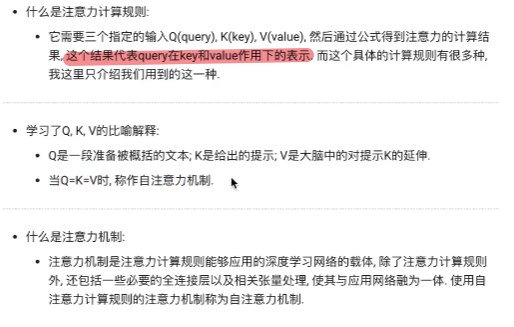 什么是注意力计算规则:
它需要三个指定的输入Q(query), K(key), V(value), 然后通过公式得到注意力的计算结
果, 这个结果代表query在key和value作用下的表示. 而这个具体的计算规则有很多种,
我这里只介绍我们用到的这一种.
学习了Q, K, V的比喻解释:
Q是一段准备被概括的文本; K是给出的提示; V是大脑中的对提示K的延伸.
当Q=K=V时, 称作自注意力机制.
什么是注意力机制:
注意力机制是注意力计算规则能够应用的深度学习网络的载体, 除了注意力计算规则
外, 还包括一些必要的全连接层以及相关张量处理, 使其与应用网络融为一体. 使用自
注意力计算规则的注意力机制称为自注意力机制.